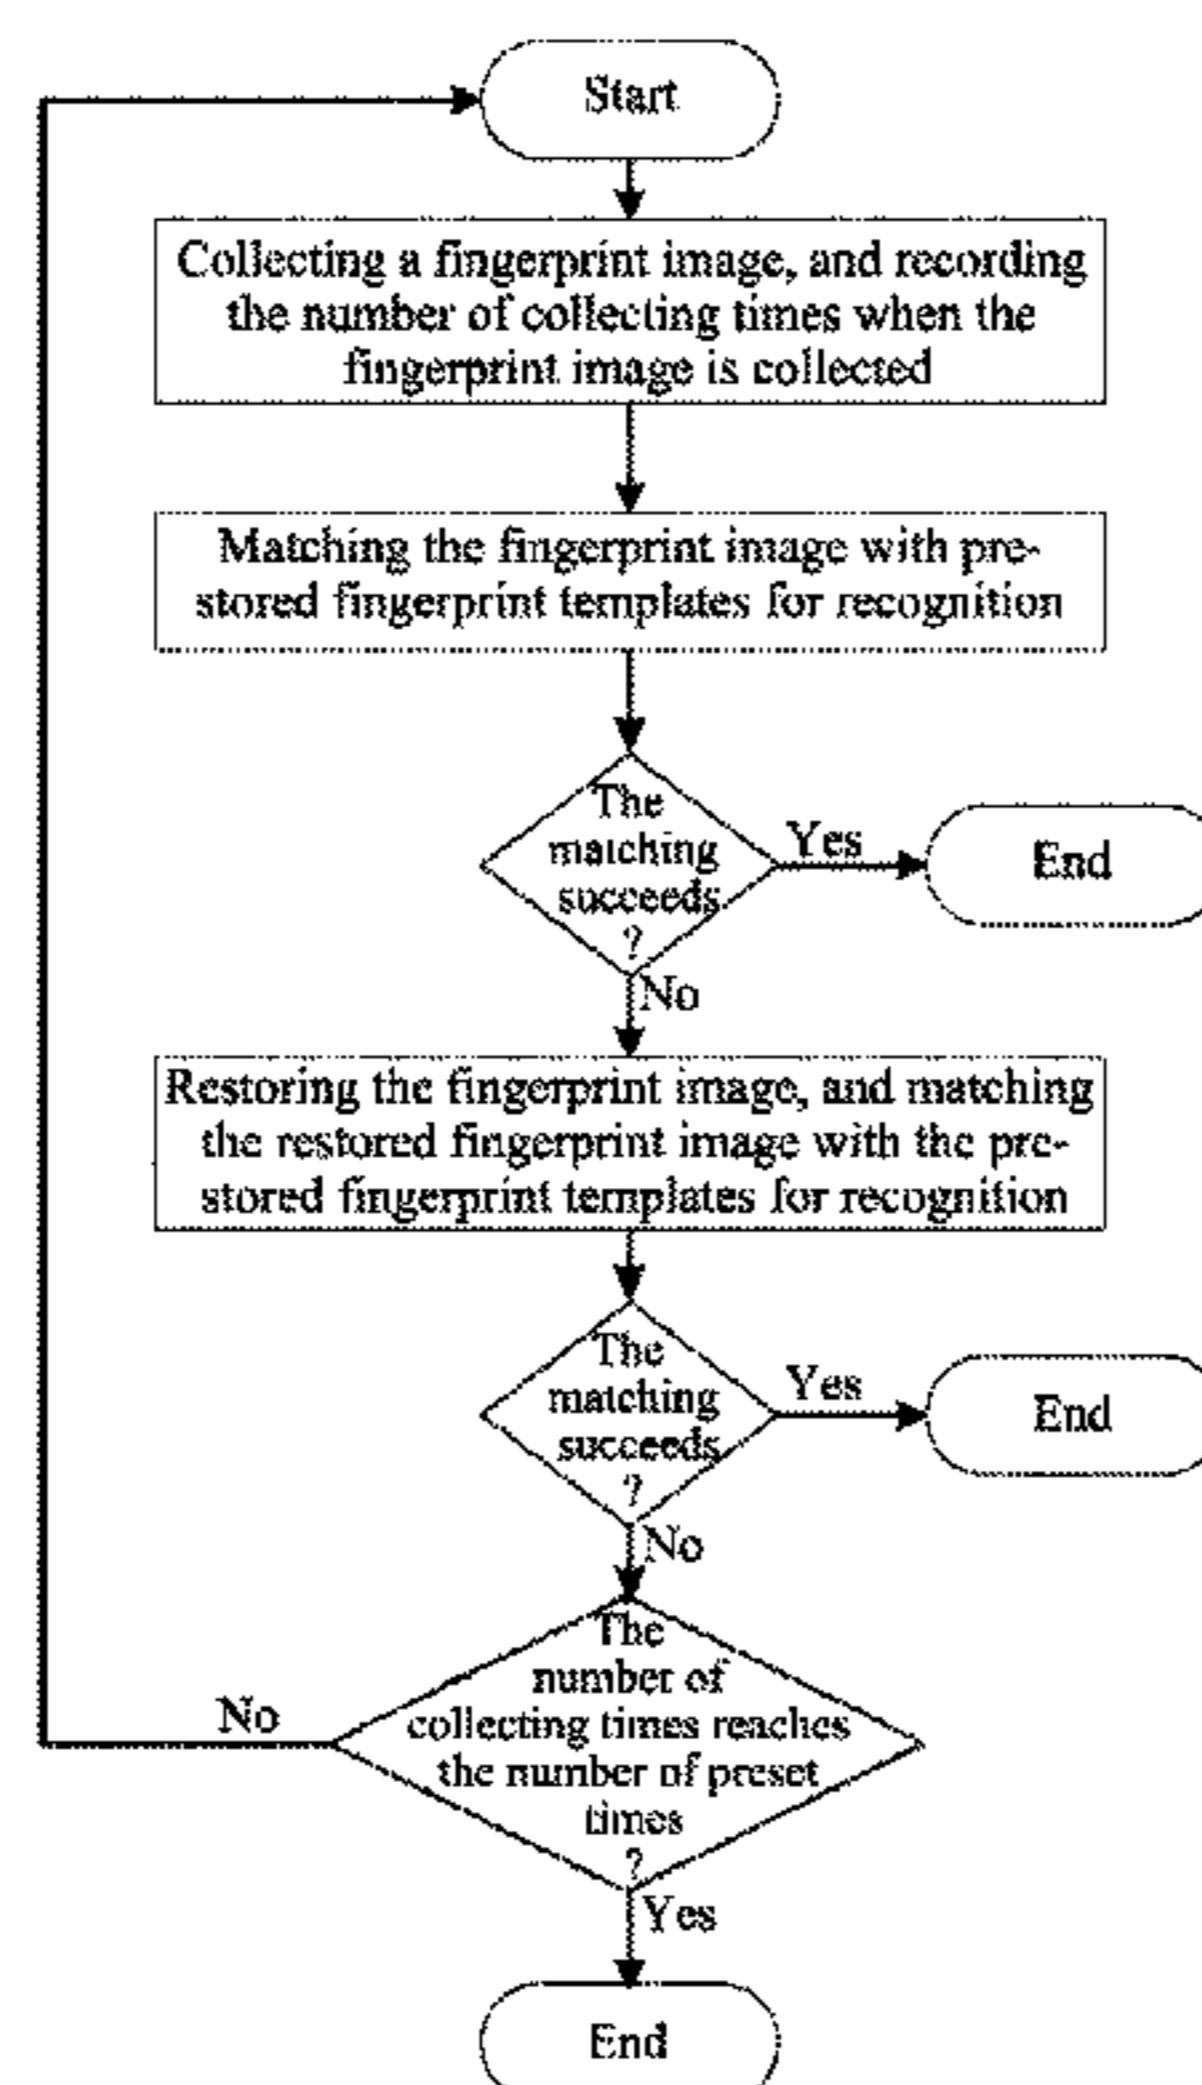 Start
Collecting a fingerprint image, and recording
the number of collecting times when the
fingerprint image is collected
Matching the fingerprint image with pre-
stored fingerprint templates for recognition
The
matching
succeeds
?
Yes
End
No
Restoring the fingerprint image, and matching
the restored fingerprint image with the pre-
stored fingerprint templates for recognition
The
matching
succeeds
?
Yes
End
No
The
number of
collecting times reaches
the number of preset
times
?
No
Yes
End